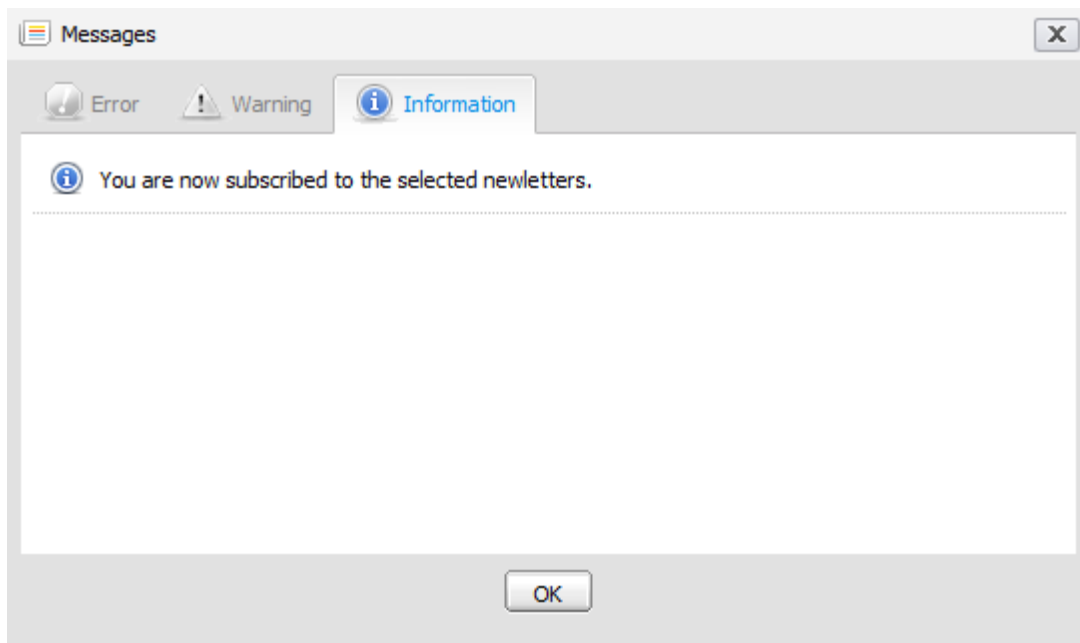 Messages
Error Warning Information
You are now subscribed to the selected newletters.
OK